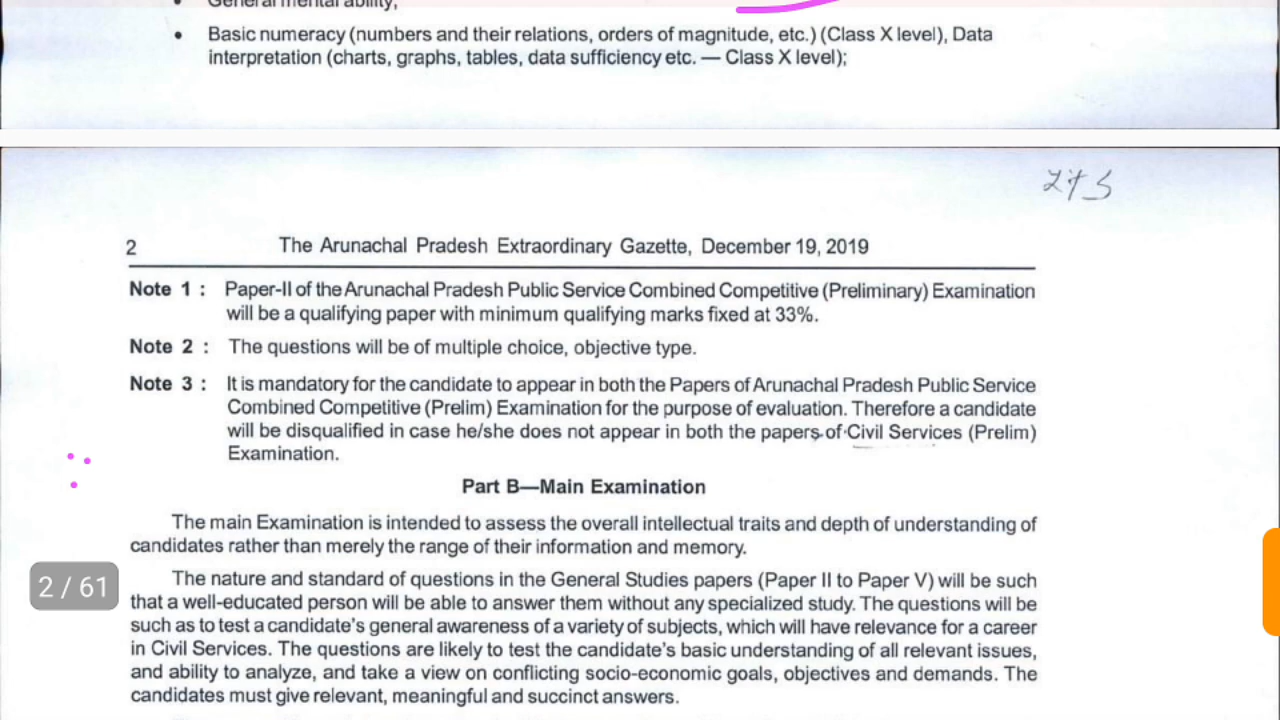 General mental ability;
• Basic numeracy (numbers and their relations, orders of magnitude, etc.) (Class X level), Data
interpretation (charts, graphs, tables, data sufficiency etc. — Class X level);
2 The Arunachal Pradesh Extraordinary Gazette, December 19, 2019
Note 1 : Paper-II of the Arunachal Pradesh Public Service Combined Competitive (Preliminary) Examination
will be a qualifying paper with minimum qualifying marks fixed at 33%.
Note 2 : The questions will be of multiple choice, objective type.
Note 3 : It is mandatory for the candidate to appear in both the Papers of Arunachal Pradesh Public Service
Combined Competitive (Prelim) Examination for the purpose of evaluation. Therefore a candidate
will be disqualified in case he/she does not appear in both the papers of Civil Services (Prelim)
Examination.
Part B—Main Examination
The main Examination is intended to assess the overall intellectual traits and depth of understanding of
candidates rather than merely the range of their information and memory.
The nature and standard of questions in the General Studies papers (Paper II to Paper V) will be such
that a well-educated person will be able to answer them without any specialized study. The questions will be
such as to test a candidate's general awareness of a variety of subjects, which will have relevance for a career
in Civil Services. The questions are likely to test the candidate's basic understanding of all relevant issues,
and ability to analyze, and take a view on conflicting socio-economic goals, objectives and demands. The
candidates must give relevant, meaningful and succinct answers.
2 / 61